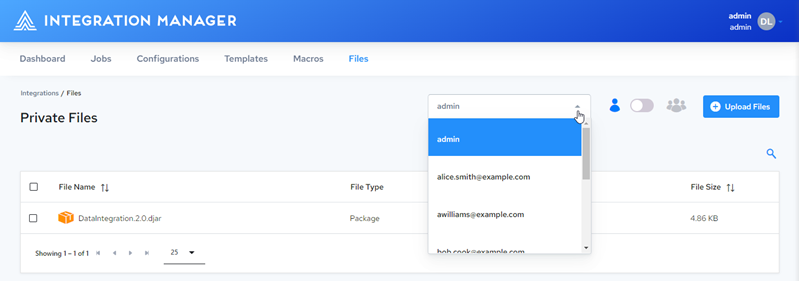 INTEGRATION MANAGER
admin
admin
DL
Dashboard Jobs Configurations Templates Macros Files
Integrations / Files
Private Files
admin
Upload Files
admin
alice.smith@example.com
awilliams@example.com
bob.cook@example.com
File Name File Type File Size
DataIntegration.2.0.djar Package 4.86 KB
Showing 1 - 1 of 1 25